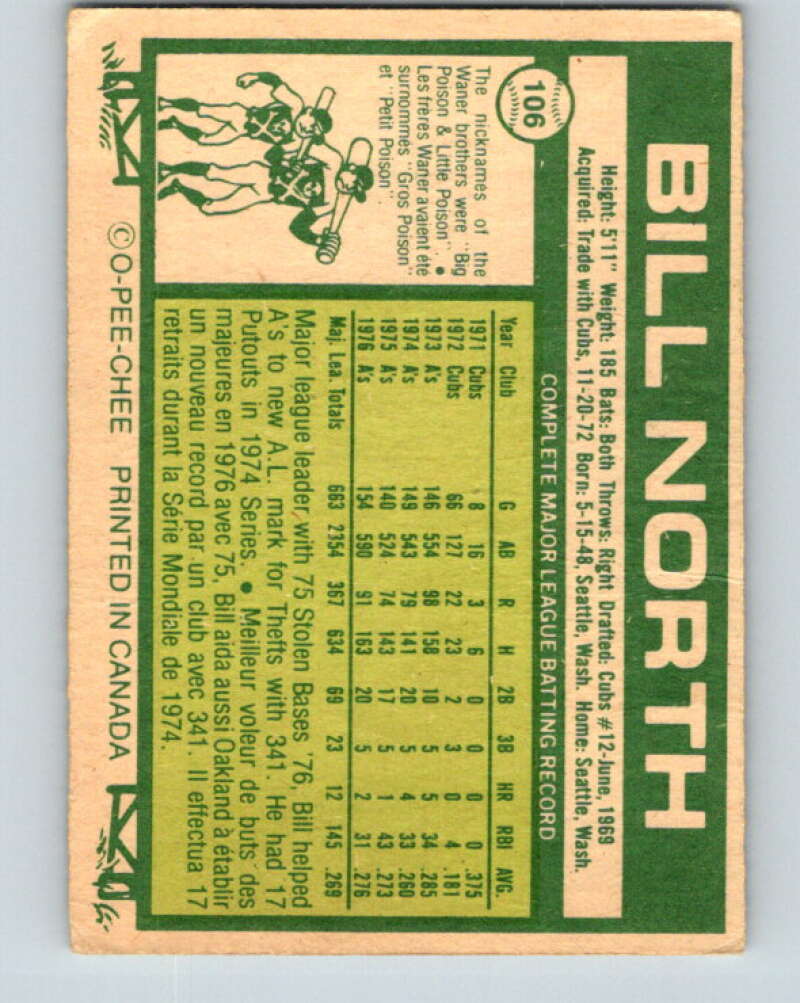 BILL NORTH
Height: 5'11" Weight: 185 Bats: Both Throws: Right Drafted: Cubs #12-June, 1969
Acquired: Trade with Cubs, 11-20-72 Born: 5-15-48, Seattle, Wash. Home: Seattle, Wash.
106
The nicknames of the
Waner brothers were "Big
Poison & Little Poison". •
Les frères Waner avaient été
surnommés "Gros Poison"
et "Petit Poison".
COMPLETE MAJOR LEAGUE BATTING RECORD
Year Club G AB R H 2B 3B HR RBI AVG.
1971 Cubs 8 16 3 6 0 0 0 0 .375
1972 Cubs 66 127 22 23 2 3 0 4 .181
1973 A's 146 554 98 158 10 5 5 34 .285
1974 A's 149 543 79 141 20 5 4 33 .260
1975 A's 140 524 74 143 17 5 1 43 .273
1976 A's 154 590 91 163 20 5 2 31 .276
Maj. Lea. Totals 663 2354 367 634 69 23 12 145 .269
Major league leader, with 75 Stolen Bases '76, Bill helped
A's to new A.L. mark for Thefts with 341. He had 17
Putouts in 1974 Series. • Meilleur voleur de buts des
majeures en 1976 avec 75, Bill aida aussi Oakland à établir
un nouveau record par un club avec 341. Il effectua 17
retraits durant la Série Mondiale de 1974.
©O-PEE-CHEE PRINTED IN CANADA